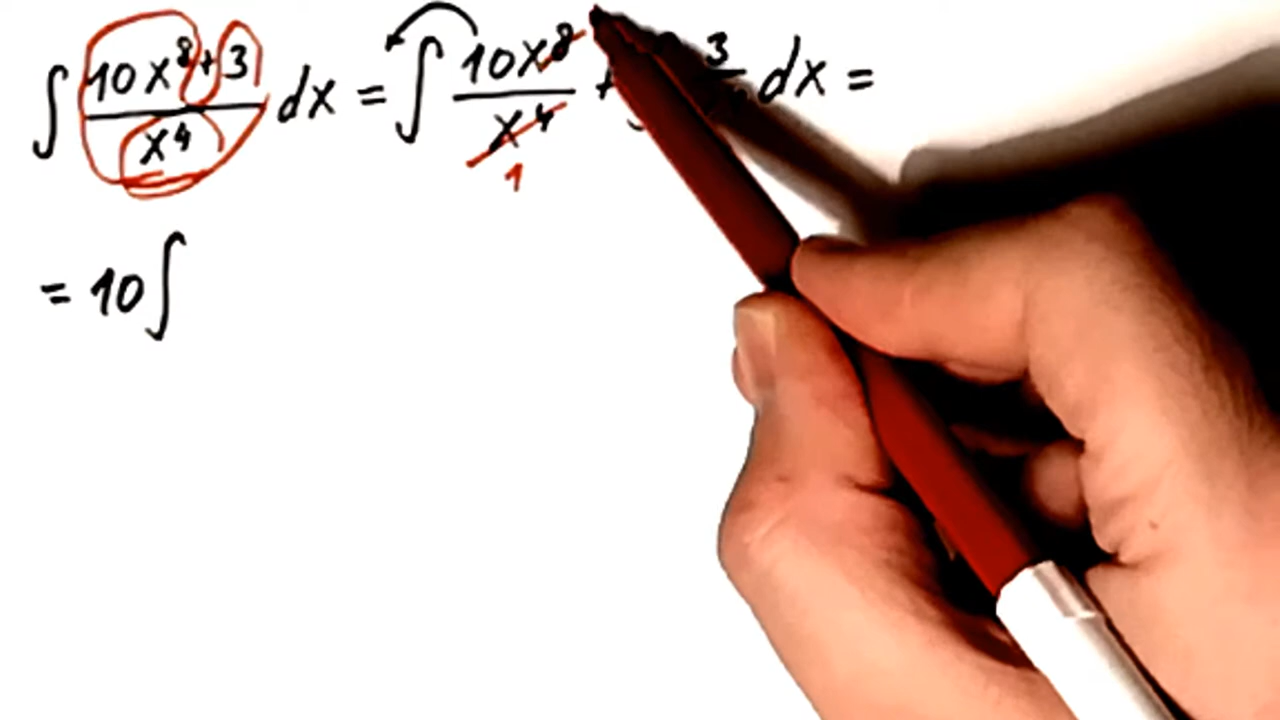 ∫ (10x⁸ + 3)/x⁴ dx = ∫ 10x⁸/x⁴ + 3/ dx =
1
= 10 ∫